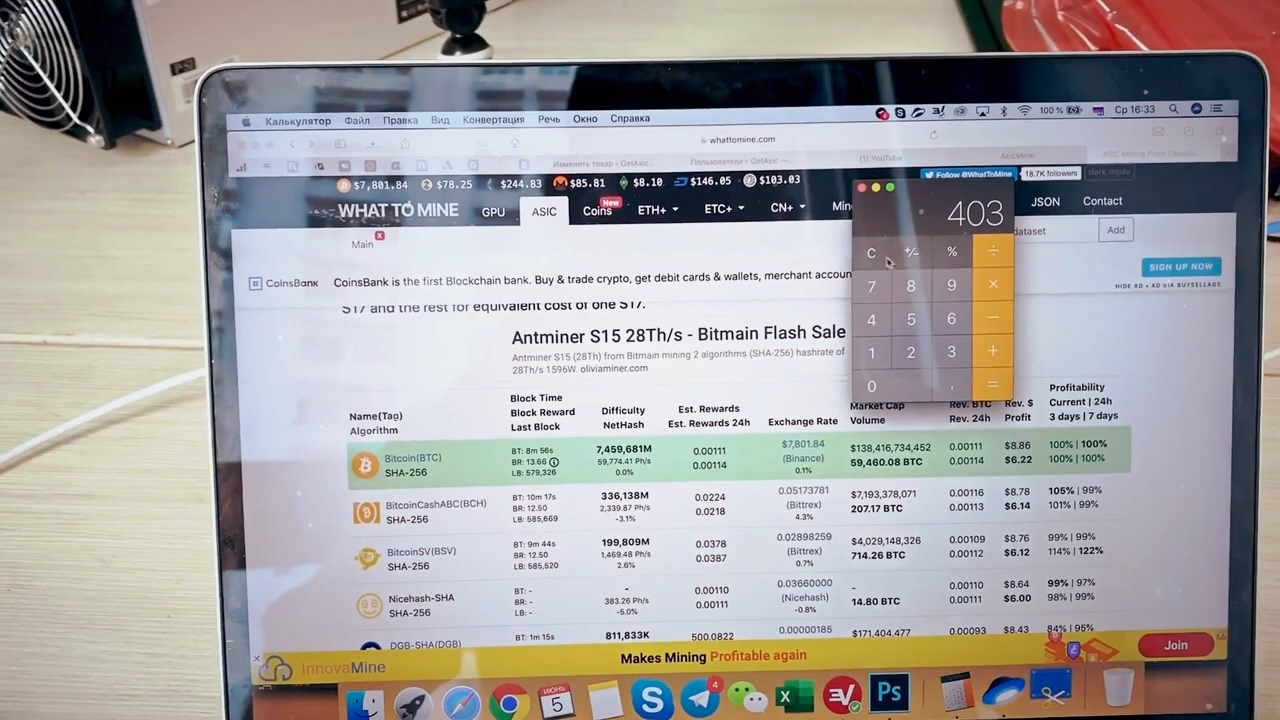 Калькулятор Файл Правка Вид Конвертация Речь Окно Справка 100 % Ср 16:33
whattomine.com
Изменить товар › GetAsic... Пользователи ‹ GetAsic —... (1) YouTube AsicMiner
$7,801.84 $78.25 $244.83 $85.81 $8.10 $146.05 $103.03 Follow @WhatToMine 18.7K followers dark mode
WHAT TO MINE GPU ASIC Coins New ETH+ ETC+ CN+ JSON Contact
403
Main dataset Add
CoinsBank CoinsBank is the first Blockchain bank. Buy & trade crypto, get debit cards & wallets, merchant accoun SIGN UP NOW
HIDE AD + AD VIA BUYSELLADS
S17 and the rest for equivalent cost of one S17.
Antminer S15 28Th/s - Bitmain Flash Sale
Antminer S15 (28Th) from Bitmain mining 2 algorithms (SHA-256) hashrate of
28Th/s 1596W. oliviaminer.com
C +/- % ÷
7 8 9 ×
4 5 6 −
1 2 3 +
0 , =
Name(Tag)
Algorithm
Block Time
Block Reward
Last Block
Difficulty
NetHash
Est. Rewards
Est. Rewards 24h
Exchange Rate
Market Cap
Volume
Rev. BTC
Rev. 24h
Rev. $
Profit
Profitability
Current | 24h
3 days | 7 days
Bitcoin(BTC)
SHA-256
BT: 8m 56s
BR: 13.66
LB: 579,326
7,459,681M
59,774.41 Ph/s
0.0%
0.00111
0.00114
$7,801.84
(Binance)
0.1%
$138,416,734,452
59,460.08 BTC
0.00111
0.00114
$8.86
$6.22
100% | 100%
100% | 100%
BitcoinCashABC(BCH)
SHA-256
BT: 10m 17s
BR: 12.50
LB: 585,669
336,138M
2,339.87 Ph/s
-3.1%
0.0224
0.0218
0.05173781
(Bittrex)
4.3%
$7,193,378,071
207.17 BTC
0.00116
0.00113
$8.78
$6.14
105% | 99%
101% | 99%
BitcoinSV(BSV)
SHA-256
BT: 9m 44s
BR: 12.50
LB: 585,520
199,809M
1,469.48 Ph/s
2.6%
0.0378
0.0387
0.02898259
(Bittrex)
0.7%
$4,029,148,326
714.26 BTC
0.00109
0.00112
$8.76
$6.12
99% | 99%
114% | 122%
Nicehash-SHA
SHA-256
BT: -
BR: -
LB: -
-
383.26 Ph/s
-5.0%
0.00110
0.00111
0.03660000
(Nicehash)
-0.8%
-
14.80 BTC
0.00110
0.00111
$8.64
$6.00
99% | 97%
98% | 99%
DGB-SHA(DGB)
BT: 1m 15s
811,833K
500.0822
0.00000185
$171,404,477
0.00093
$8.43
84% | 95%
InnovaMine Makes Mining Profitable again Join
ИЮНЬ
5
4
Ps